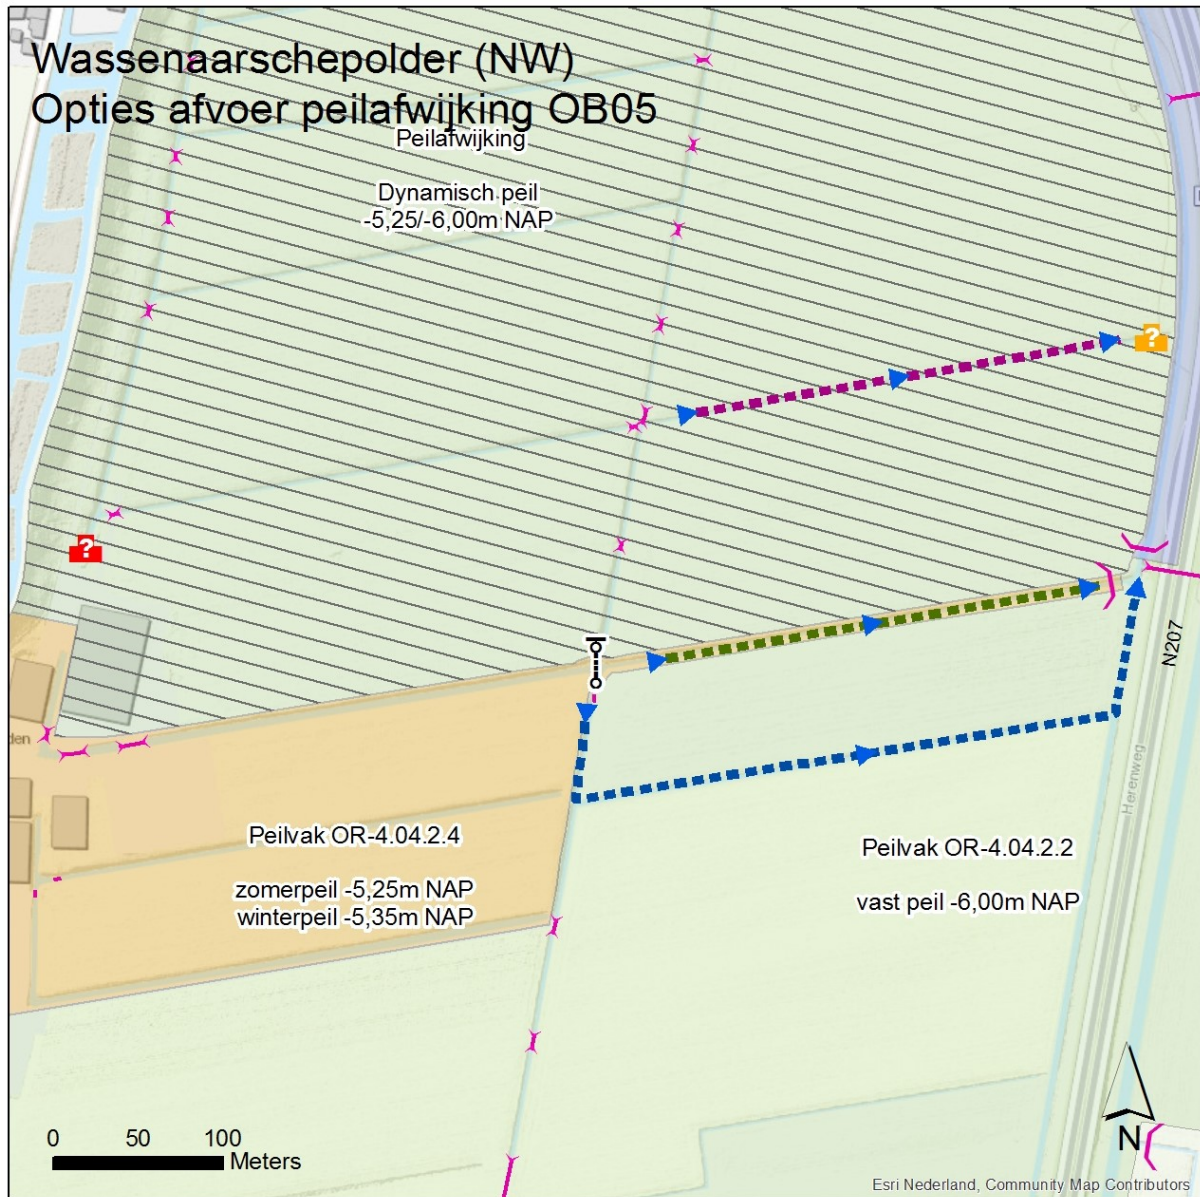 Wassenaarschepolder (NW)
Opties afvoer peilafwijking OB05
Peilafwijking
Dynamisch peil
-5,25/-6,00m NAP
?
?
N207
den
Herenweg
Peilvak OR-4.04.2.4
zomerpeil -5,25m NAP
winterpeil -5,35m NAP
Peilvak OR-4.04.2.2
vast peil -6,00m NAP
0 50 100
Meters
N
Esri Nederland, Community Map Contributors